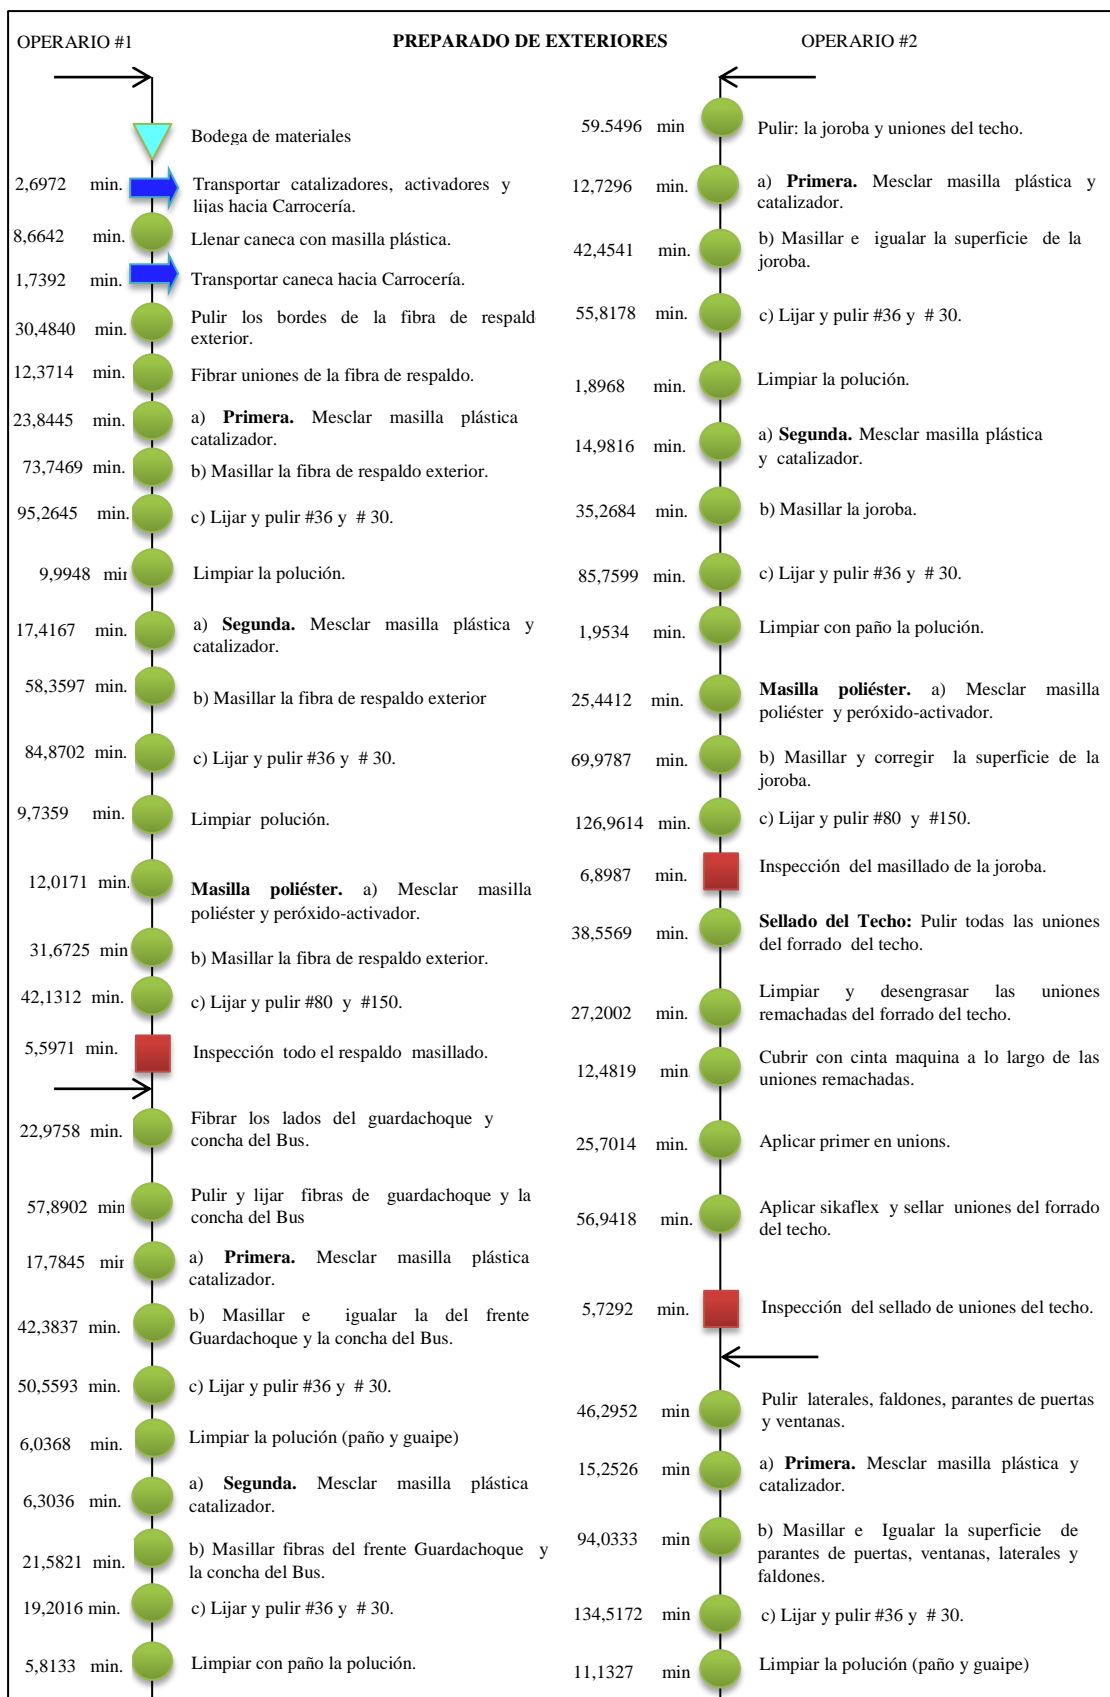 OPERARIO #1
PREPARADO DE EXTERIORES
OPERARIO #2
Bodega de materiales
2,6972 min. Transportar catalizadores, activadores y
lijas hacia Carrocería.
8,6642 min. Llenar caneca con masilla plástica.
1,7392 min. Transportar caneca hacia Carrocería.
30,4840 min. Pulir los bordes de la fibra de respald
exterior.
12,3714 min. Fibrar uniones de la fibra de respaldo.
23,8445 min. a) Primera. Mesclar masilla plástica
catalizador.
73,7469 min. b) Masillar la fibra de respaldo exterior.
95,2645 min. c) Lijar y pulir #36 y # 30.
9,9948 min Limpiar la polución.
17,4167 min. a) Segunda. Mesclar masilla plástica y
catalizador.
58,3597 min. b) Masillar la fibra de respaldo exterior
84,8702 min. c) Lijar y pulir #36 y # 30.
9,7359 min. Limpiar polución.
12,0171 min. Masilla poliéster. a) Mesclar masilla
poliéster y peróxido-activador.
31,6725 min b) Masillar la fibra de respaldo exterior.
42,1312 min. c) Lijar y pulir #80 y #150.
5,5971 min. Inspección todo el respaldo masillado.
22,9758 min. Fibrar los lados del guardachoque y
concha del Bus.
57,8902 min Pulir y lijar fibras de guardachoque y la
concha del Bus
17,7845 min a) Primera. Mesclar masilla plástica
catalizador.
42,3837 min. b) Masillar e igualar la del frente
Guardachoque y la concha del Bus.
50,5593 min. c) Lijar y pulir #36 y # 30.
6,0368 min. Limpiar la polución (paño y guaipe)
6,3036 min. a) Segunda. Mesclar masilla plástica
catalizador.
21,5821 min. b) Masillar fibras del frente Guardachoque y
la concha del Bus.
19,2016 min. c) Lijar y pulir #36 y # 30.
5,8133 min. Limpiar con paño la polución.
59.5496 min Pulir: la joroba y uniones del techo.
12,7296 min. a) Primera. Mesclar masilla plástica y
catalizador.
42,4541 min. b) Masillar e igualar la superficie de la
joroba.
55,8178 min. c) Lijar y pulir #36 y # 30.
1,8968 min. Limpiar la polución.
14,9816 min. a) Segunda. Mesclar masilla plástica
y catalizador.
35,2684 min. b) Masillar la joroba.
85,7599 min. c) Lijar y pulir #36 y # 30.
1,9534 min. Limpiar con paño la polución.
25,4412 min. Masilla poliéster. a) Mesclar masilla
poliéster y peróxido-activador.
69,9787 min. b) Masillar y corregir la superficie de la
joroba.
126,9614 min. c) Lijar y pulir #80 y #150.
6,8987 min. Inspección del masillado de la joroba.
38,5569 min. Sellado del Techo: Pulir todas las uniones
del forrado del techo.
27,2002 min. Limpiar y desengrasar las uniones
remachadas del forrado del techo.
12,4819 min. Cubrir con cinta maquina a lo largo de las
uniones remachadas.
25,7014 min. Aplicar primer en unions.
56,9418 min. Aplicar sikaflex y sellar uniones del forrado
del techo.
5,7292 min. Inspección del sellado de uniones del techo.
46,2952 min Pulir laterales, faldones, parantes de puertas
y ventanas.
15,2526 min a) Primera. Mesclar masilla plástica y
catalizador.
94,0333 min b) Masillar e Igualar la superficie de
parantes de puertas, ventanas, laterales y
faldones.
134,5172 min c) Lijar y pulir #36 y # 30.
11,1327 min Limpiar la polución (paño y guaipe)